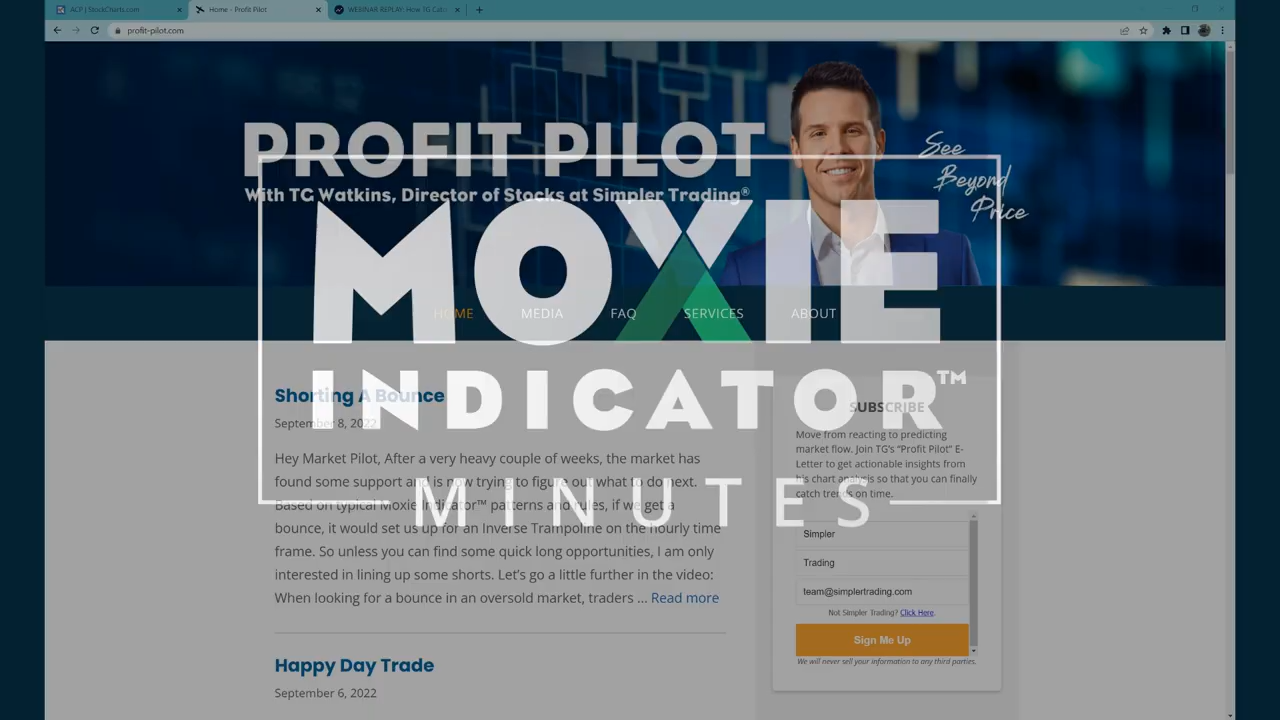 ACP | StockCharts.com
Home - Profit Pilot
WEBINAR REPLAY: How TG Catc
profit-pilot.com
PROFIT PILOT
With TG Watkins, Director of Stocks at Simpler Trading®
See
Beyond
Price
MOXIE
INDICATOR™
MINUTES
HOME
MEDIA
FAQ
SERVICES
ABOUT
Shorting A Bounce
September 8, 2022
Hey Market Pilot, After a very heavy couple of weeks, the market has
found some support and is now trying to figure out what to do next.
Based on typical Moxie Indicator™ patterns and rules, if we get a
bounce, it would set us up for an Inverse Trampoline on the hourly time
frame. So unless you can find some quick long opportunities, I am only
interested in lining up some shorts. Let's go a little further in the video:
When looking for a bounce in an oversold market, traders ... Read more
Happy Day Trade
September 6, 2022
SUBSCRIBE
Move from reacting to predicting
market flow. Join TG's "Profit Pilot" E-
Letter to get actionable insights from
his chart analysis so that you can finally
catch trends on time.
Simpler
Trading
team@simplertrading.com
Not Simpler Trading? Click Here.
Sign Me Up
We will never sell your information to any third parties.